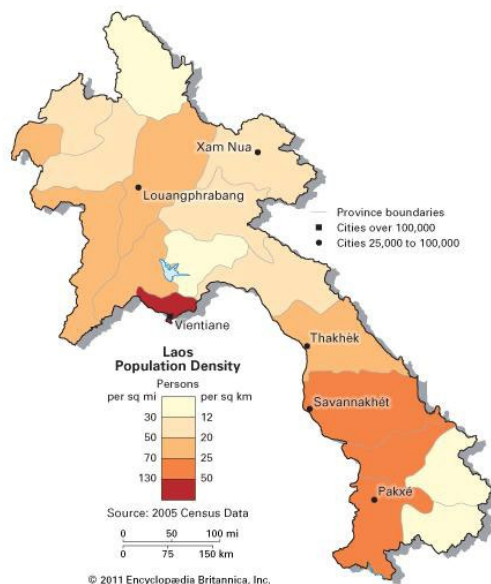 Xam Nua
Louangphrabang
Province boundaries
Cities over 100,000
Cities 25,000 to 100,000
Vientiane
Thakhèk
Laos
Population Density
Persons
per sq mi per sq km
30 12
50 20
70 25
130 50
Savannakhét
Pakxé
Source: 2005 Census Data
0 50 100 mi
0 75 150 km
© 2011 Encyclopædia Britannica, Inc.